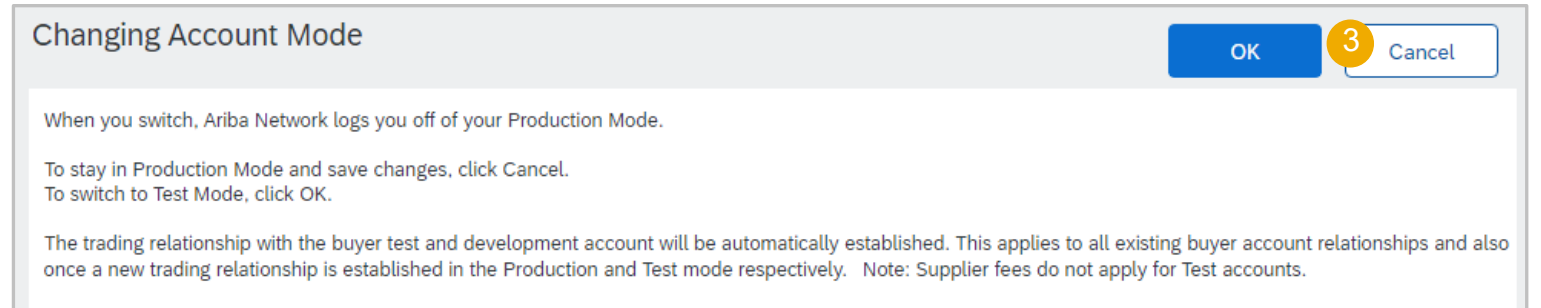 Changing Account Mode
OK
3
Cancel
When you switch, Ariba Network logs you off of your Production Mode.
To stay in Production Mode and save changes, click Cancel.
To switch to Test Mode, click OK.
The trading relationship with the buyer test and development account will be automatically established. This applies to all existing buyer account relationships and also
once a new trading relationship is established in the Production and Test mode respectively.   Note: Supplier fees do not apply for Test accounts.